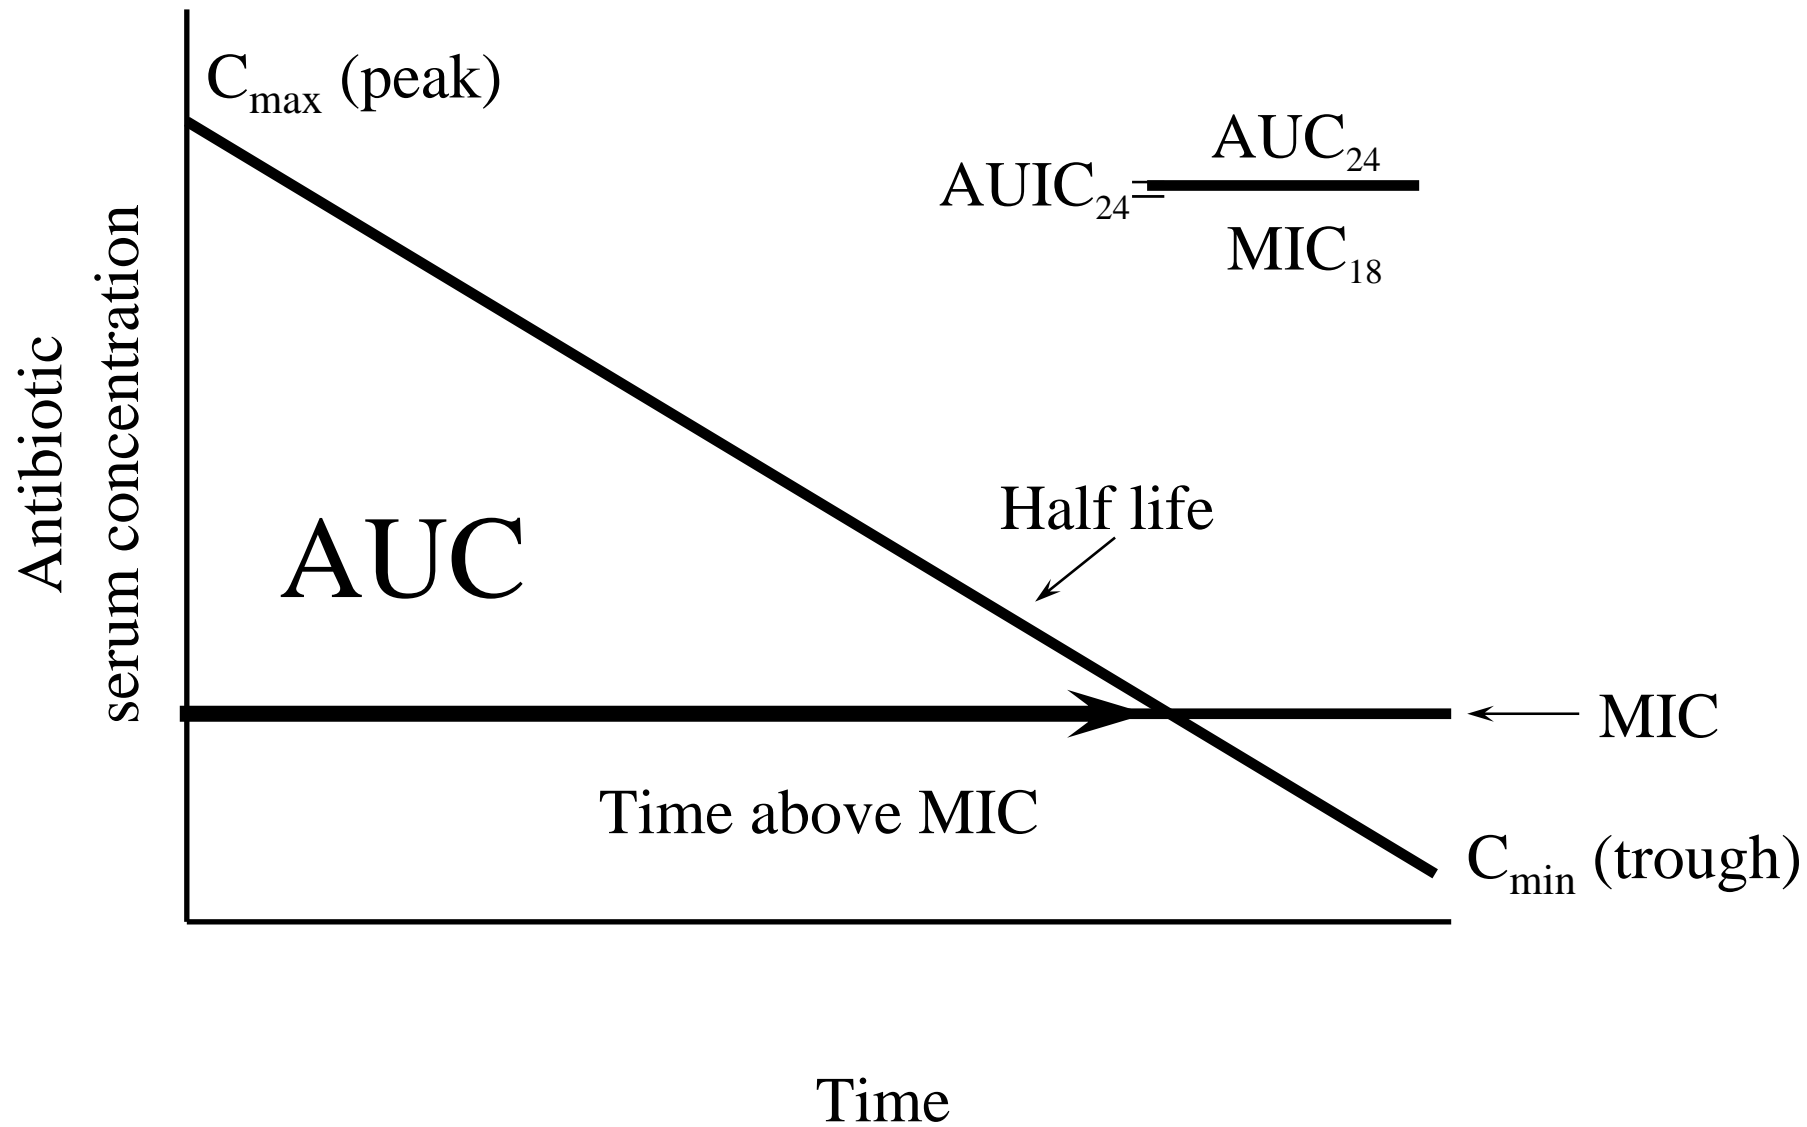 Cmax (peak)
AUC24
AUIC24=
MIC18
Antibiotic
serum concentration
Half life
AUC
MIC
Time above MIC
Cmin (trough)
Time